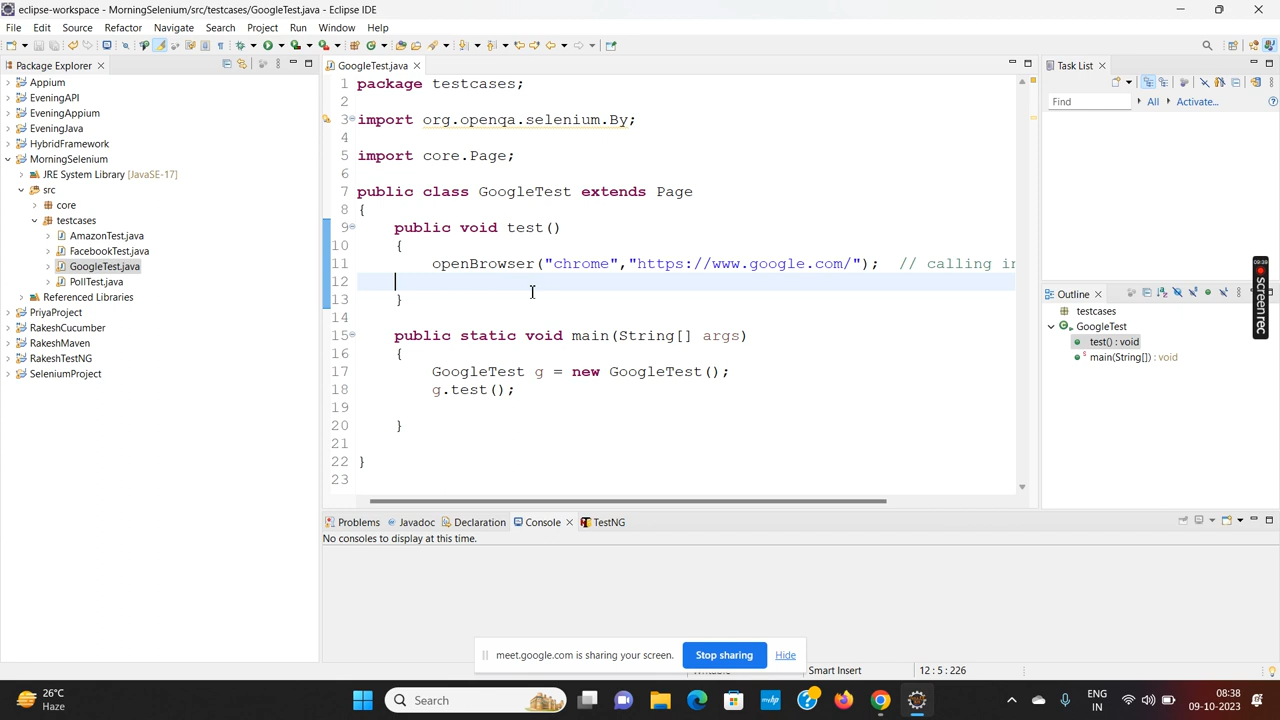 eclipse-workspace - MorningSelenium/src/testcases/GoogleTest.java - Eclipse IDE
File Edit Source Refactor Navigate Search Project Run Window Help
Package Explorer
Appium
EveningAPI
EveningAppium
EveningJava
HybridFramework
MorningSelenium
JRE System Library [JavaSE-17]
src
core
testcases
AmazonTest.java
FacebookTest.java
GoogleTest.java
PollTest.java
Referenced Libraries
PriyaProject
RakeshCucumber
RakeshMaven
RakeshTestNG
SeleniumProject
GoogleTest.java
1 package testcases;
2
3 import org.openqa.selenium.By;
4
5 import core.Page;
6
7 public class GoogleTest extends Page
8 {
9 public void test()
10 {
11 openBrowser("chrome","https://www.google.com/"); // calling in
12
13 }
14
15 public static void main(String[] args)
16 {
17 GoogleTest g = new GoogleTest();
18 g.test();
19
20 }
21
22 }
23
Task List
Find All Activate...
Outline
testcases
GoogleTest
test() : void
main(String[]) : void
screenrec
Problems Javadoc Declaration Console TestNG
No consoles to display at this time.
meet.google.com is sharing your screen. Stop sharing Hide
Smart Insert 12 : 5 : 226
26°C
Haze
Search
ENG
IN
08:38
09-10-2023